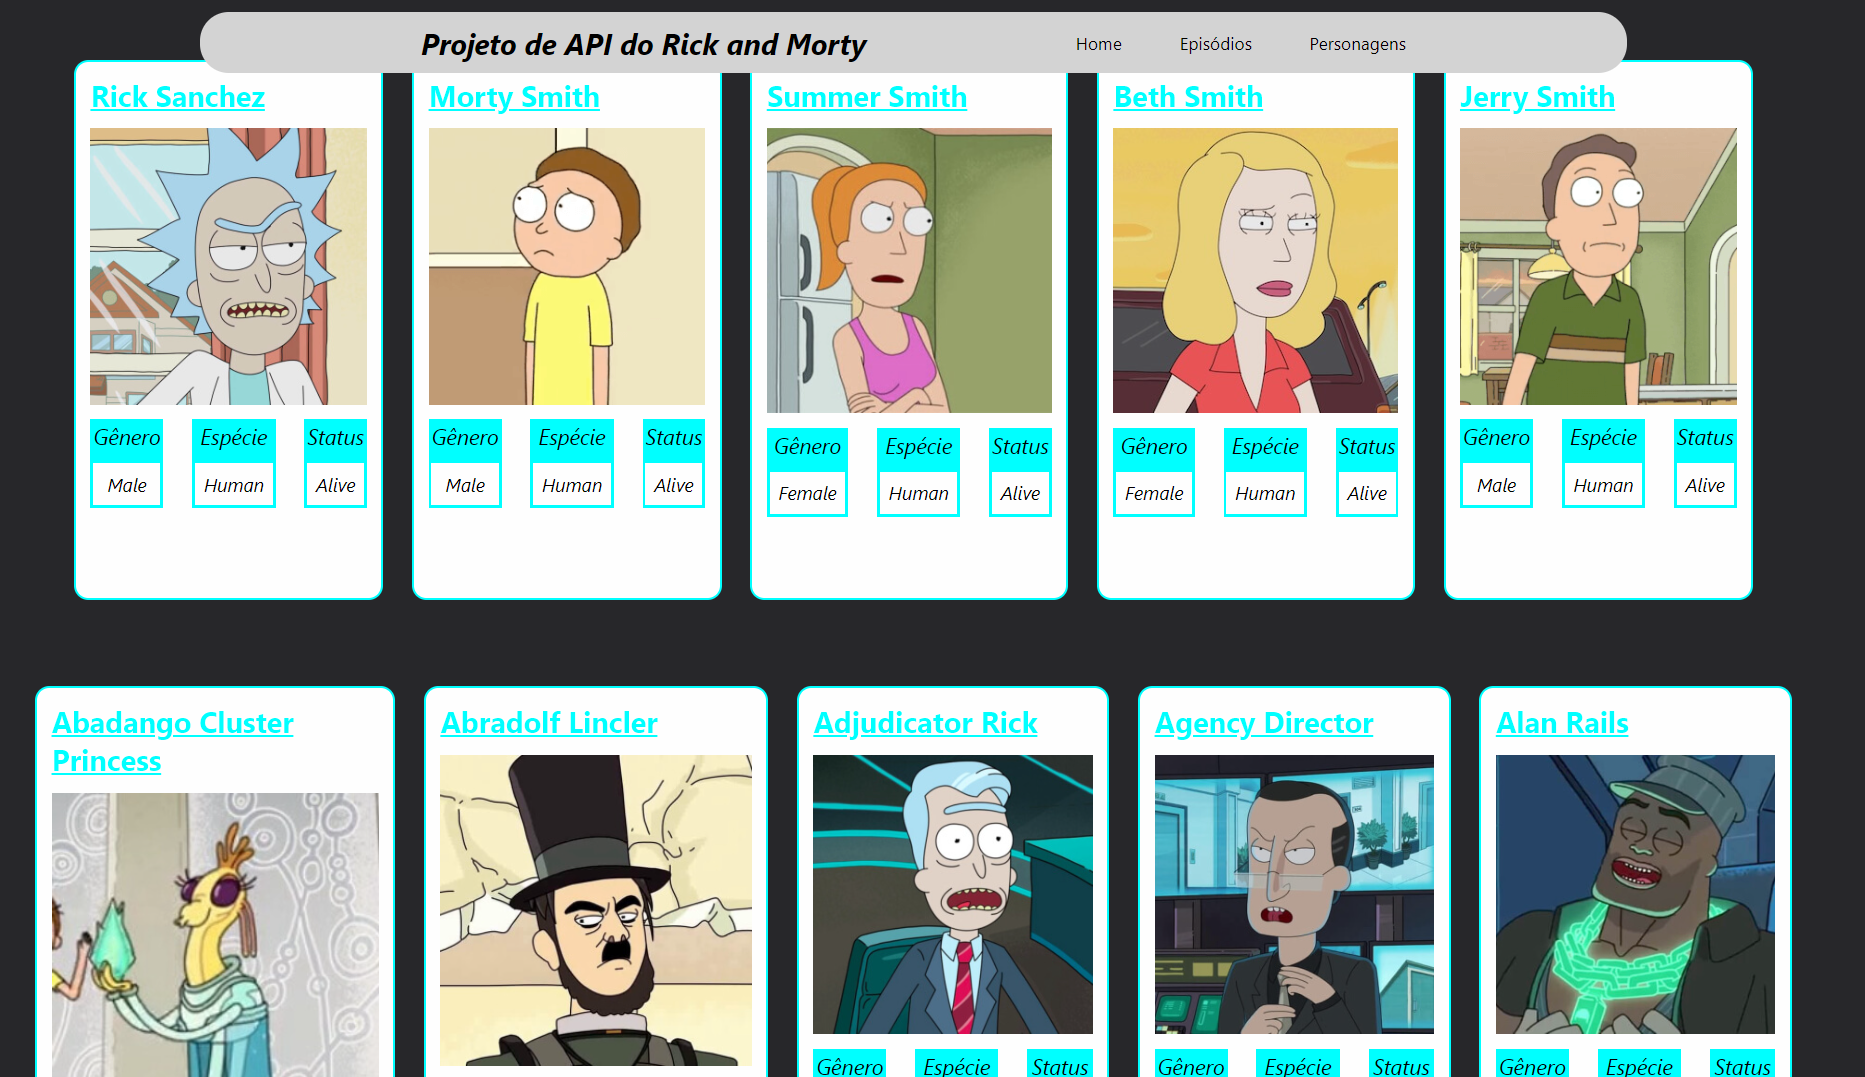 Projeto de API do Rick and Morty
Home
Episódios
Personagens
Rick Sanchez
Gênero
Espécie
Status
Male
Human
Alive
Morty Smith
Gênero
Espécie
Status
Male
Human
Alive
Summer Smith
Gênero
Espécie
Status
Female
Human
Alive
Beth Smith
Gênero
Espécie
Status
Female
Human
Alive
Jerry Smith
Gênero
Espécie
Status
Male
Human
Alive
Abadango Cluster
Princess
Abradolf Lincler
Adjudicator Rick
Gênero
Espécie
Status
Agency Director
Gênero
Espécie
Status
Alan Rails
Gênero
Espécie
Status